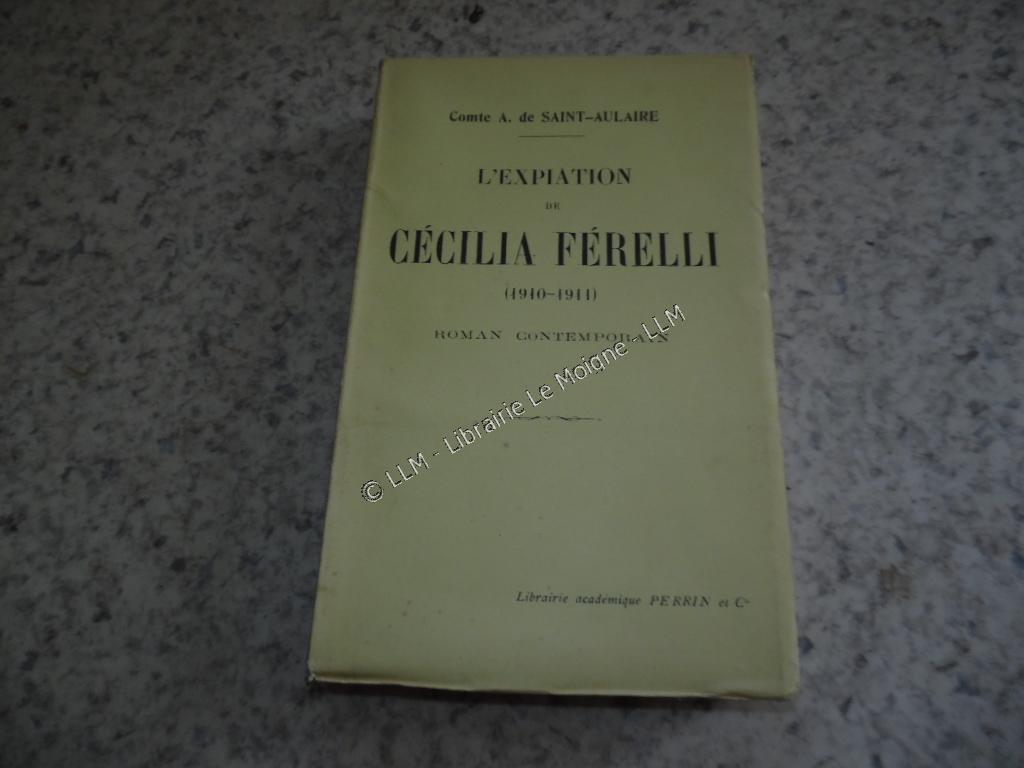 Comte A. de SAINT-AULAIRE
L'EXPIATION
DE
CÉCILIA FÉRELLI
(1910-1911)
ROMAN CONTEMPORAIN
© LLM - Librairie Le Moigne - LLM
Librairie académique PERRIN et Cie